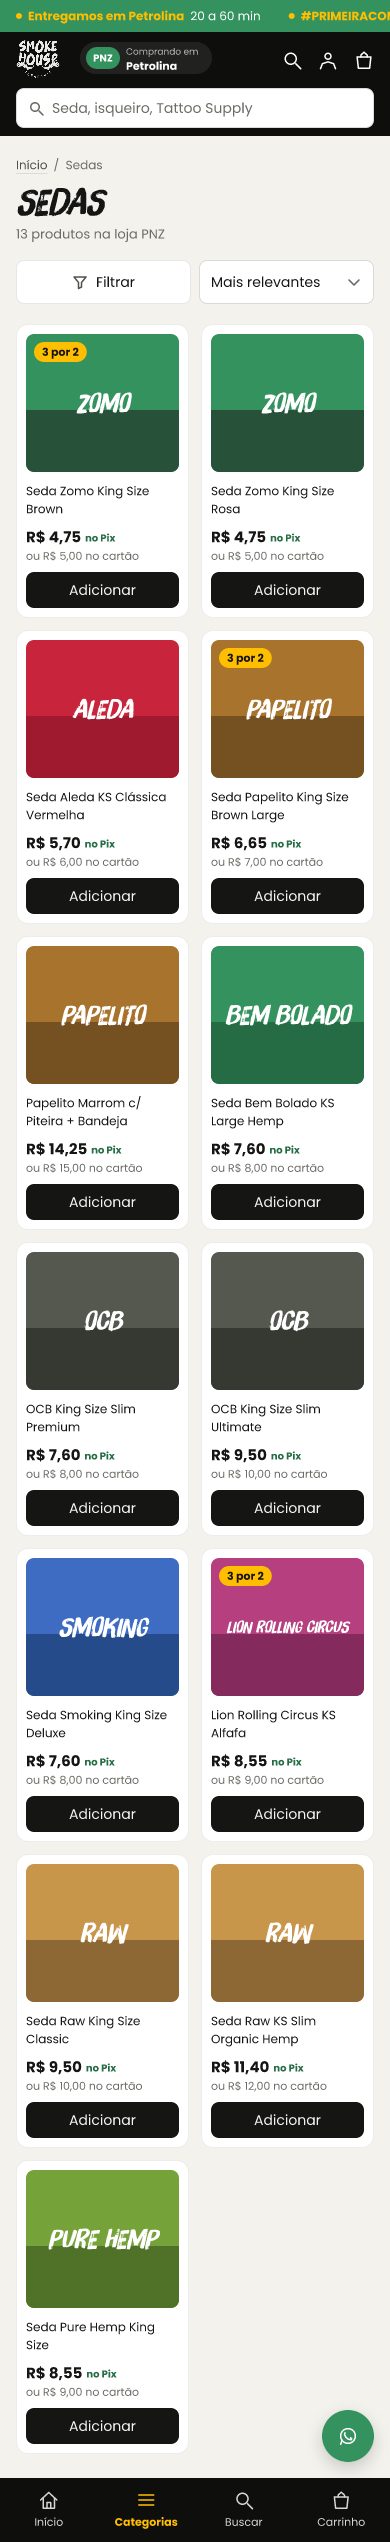 Entregamos em Petrolina 20 a 60 min #PRIMEIRACO
SMOKE HOUSE
PNZ
Comprando em
Petrolina
Seda, isqueiro, Tattoo Supply
Início / Sedas
SEDAS
13 produtos na loja PNZ
Filtrar
Mais relevantes
3 por 2
ZOMO
Seda Zomo King Size
Brown
R$ 4,75 no Pix
ou R$ 5,00 no cartão
Adicionar
ZOMO
Seda Zomo King Size
Rosa
R$ 4,75 no Pix
ou R$ 5,00 no cartão
Adicionar
ALEDA
Seda Aleda KS Clássica
Vermelha
R$ 5,70 no Pix
ou R$ 6,00 no cartão
Adicionar
3 por 2
PAPELITO
Seda Papelito King Size
Brown Large
R$ 6,65 no Pix
ou R$ 7,00 no cartão
Adicionar
PAPELITO
Papelito Marrom c/
Piteira + Bandeja
R$ 14,25 no Pix
ou R$ 15,00 no cartão
Adicionar
BEM BOLADO
Seda Bem Bolado KS
Large Hemp
R$ 7,60 no Pix
ou R$ 8,00 no cartão
Adicionar
OCB
OCB King Size Slim
Premium
R$ 7,60 no Pix
ou R$ 8,00 no cartão
Adicionar
OCB
OCB King Size Slim
Ultimate
R$ 9,50 no Pix
ou R$ 10,00 no cartão
Adicionar
SMOKING
Seda Smoking King Size
Deluxe
R$ 7,60 no Pix
ou R$ 8,00 no cartão
Adicionar
3 por 2
LION ROLLING CIRCUS
Lion Rolling Circus KS
Alfafa
R$ 8,55 no Pix
ou R$ 9,00 no cartão
Adicionar
RAW
Seda Raw King Size
Classic
R$ 9,50 no Pix
ou R$ 10,00 no cartão
Adicionar
RAW
Seda Raw KS Slim
Organic Hemp
R$ 11,40 no Pix
ou R$ 12,00 no cartão
Adicionar
PURE HEMP
Seda Pure Hemp King
Size
R$ 8,55 no Pix
ou R$ 9,00 no cartão
Adicionar
Início
Categorias
Buscar
Carrinho